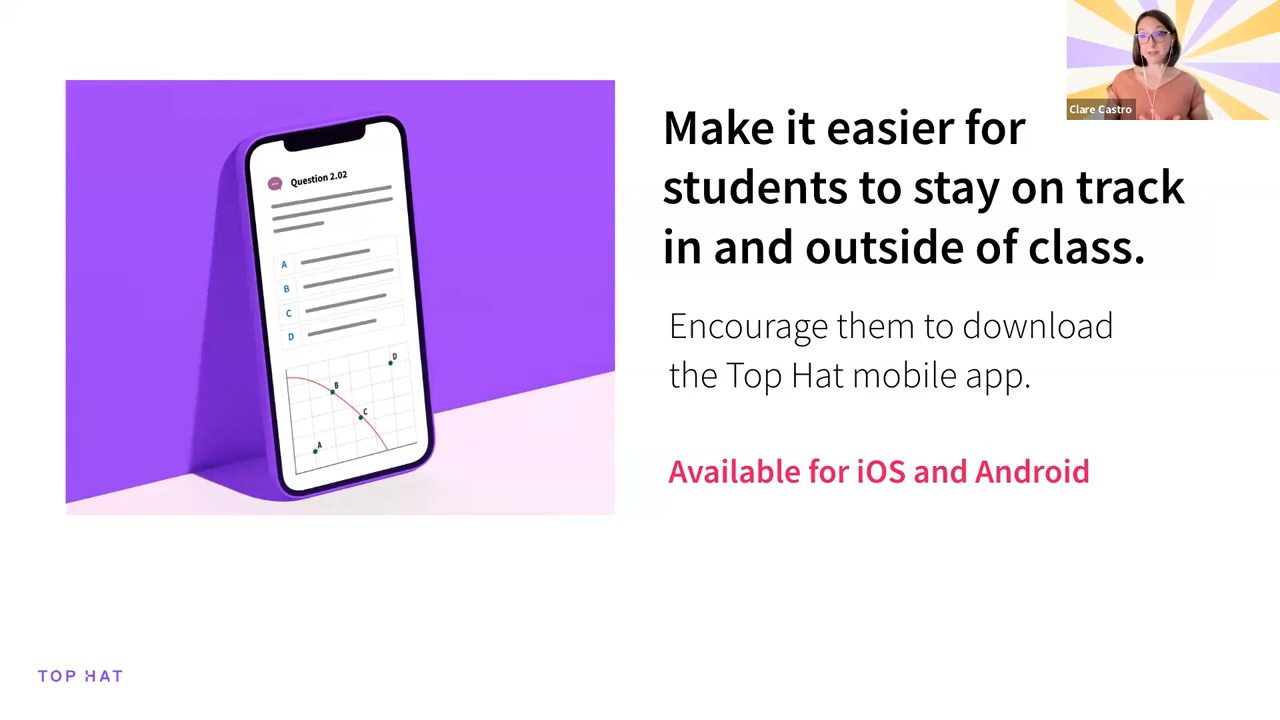 Clare Castro
Make it easier for
students to stay on track
in and outside of class.
Encourage them to download
the Top Hat mobile app.
Available for iOS and Android
Question 2.02
A
B
C
D
D
B
C
A
TOP HAT